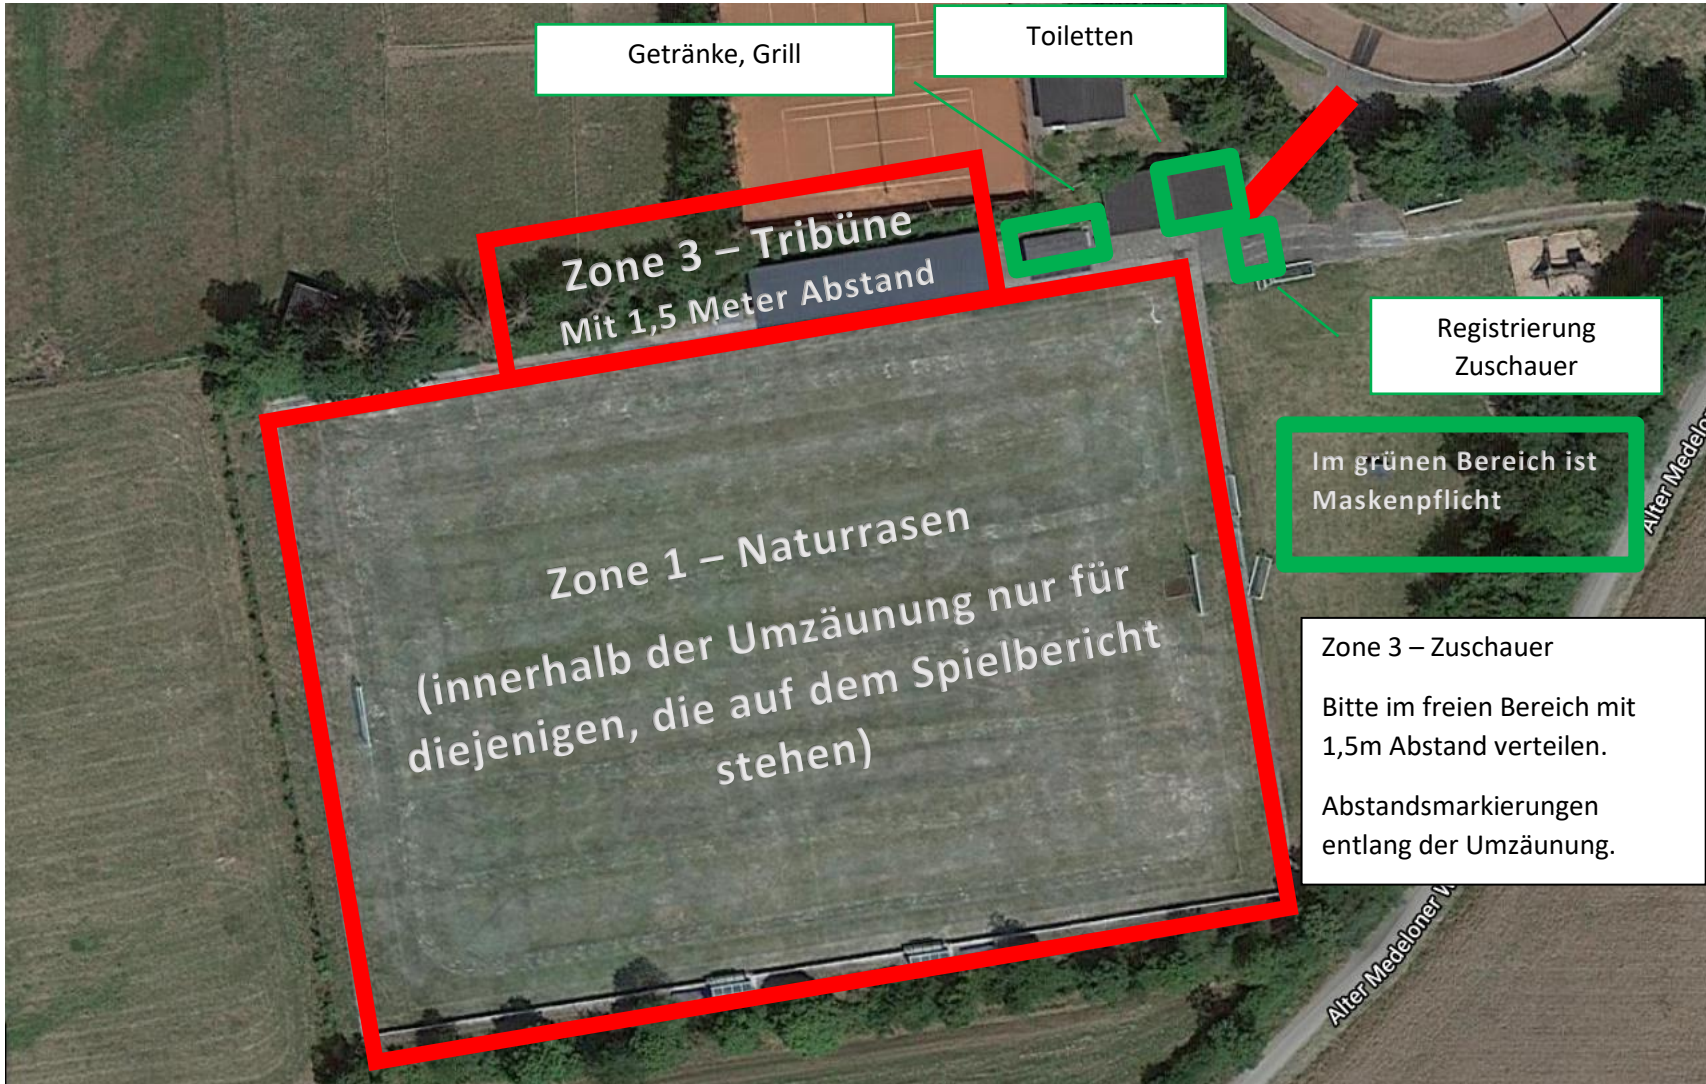 Getränke, Grill
Toiletten
Zone 3 – Tribüne
Mit 1,5 Meter Abstand
Registrierung
Zuschauer
Im grünen Bereich ist
Maskenpflicht
Zone 1 – Naturrasen
(innerhalb der Umzäunung nur für
diejenigen, die auf dem Spielbericht
stehen)
Zone 3 – Zuschauer
Bitte im freien Bereich mit
1,5m Abstand verteilen.
Abstandsmarkierungen
entlang der Umzäunung.
Alter Medelo
Alter Medeloner